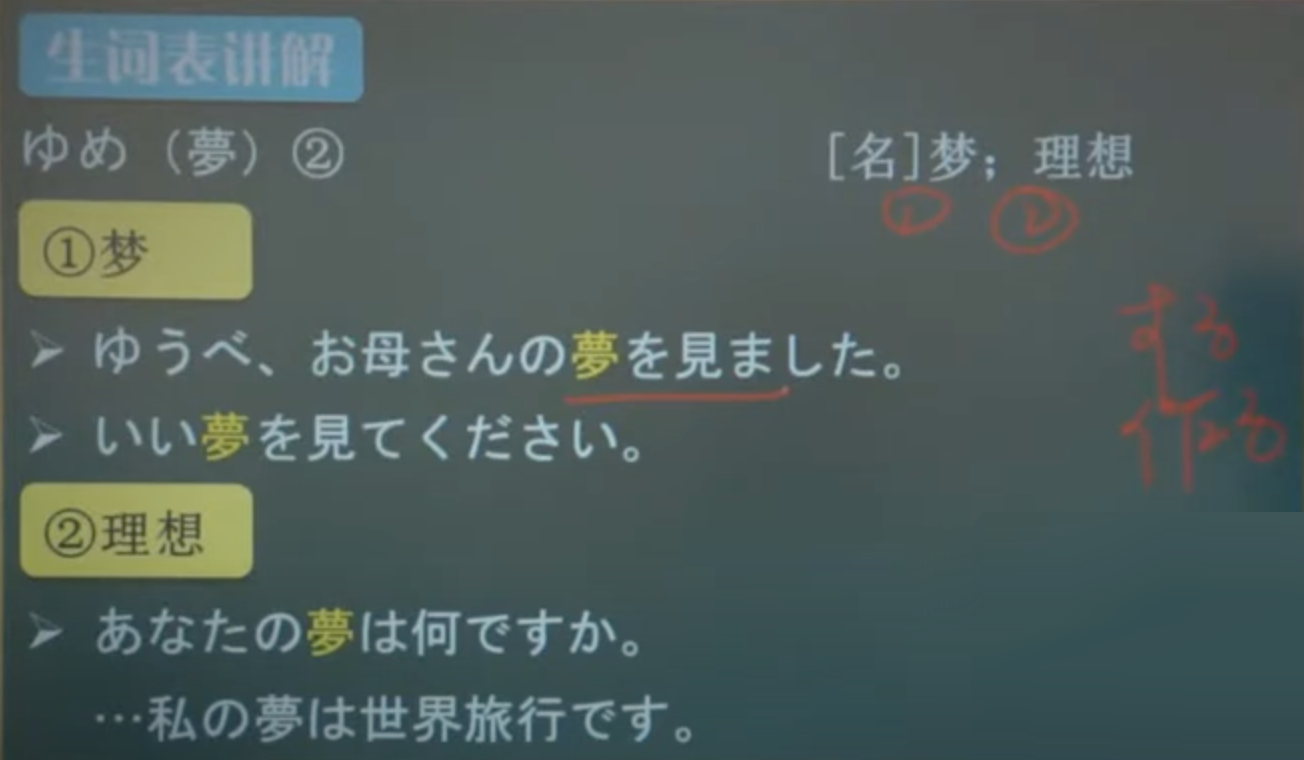 生词表讲解
ゆめ（夢）② [名]梦；理想
① ②
①梦
ゆうべ、お母さんの夢を見ました。
する
作る
いい夢を見てください。
②理想
あなたの夢は何ですか。
…私の夢は世界旅行です。